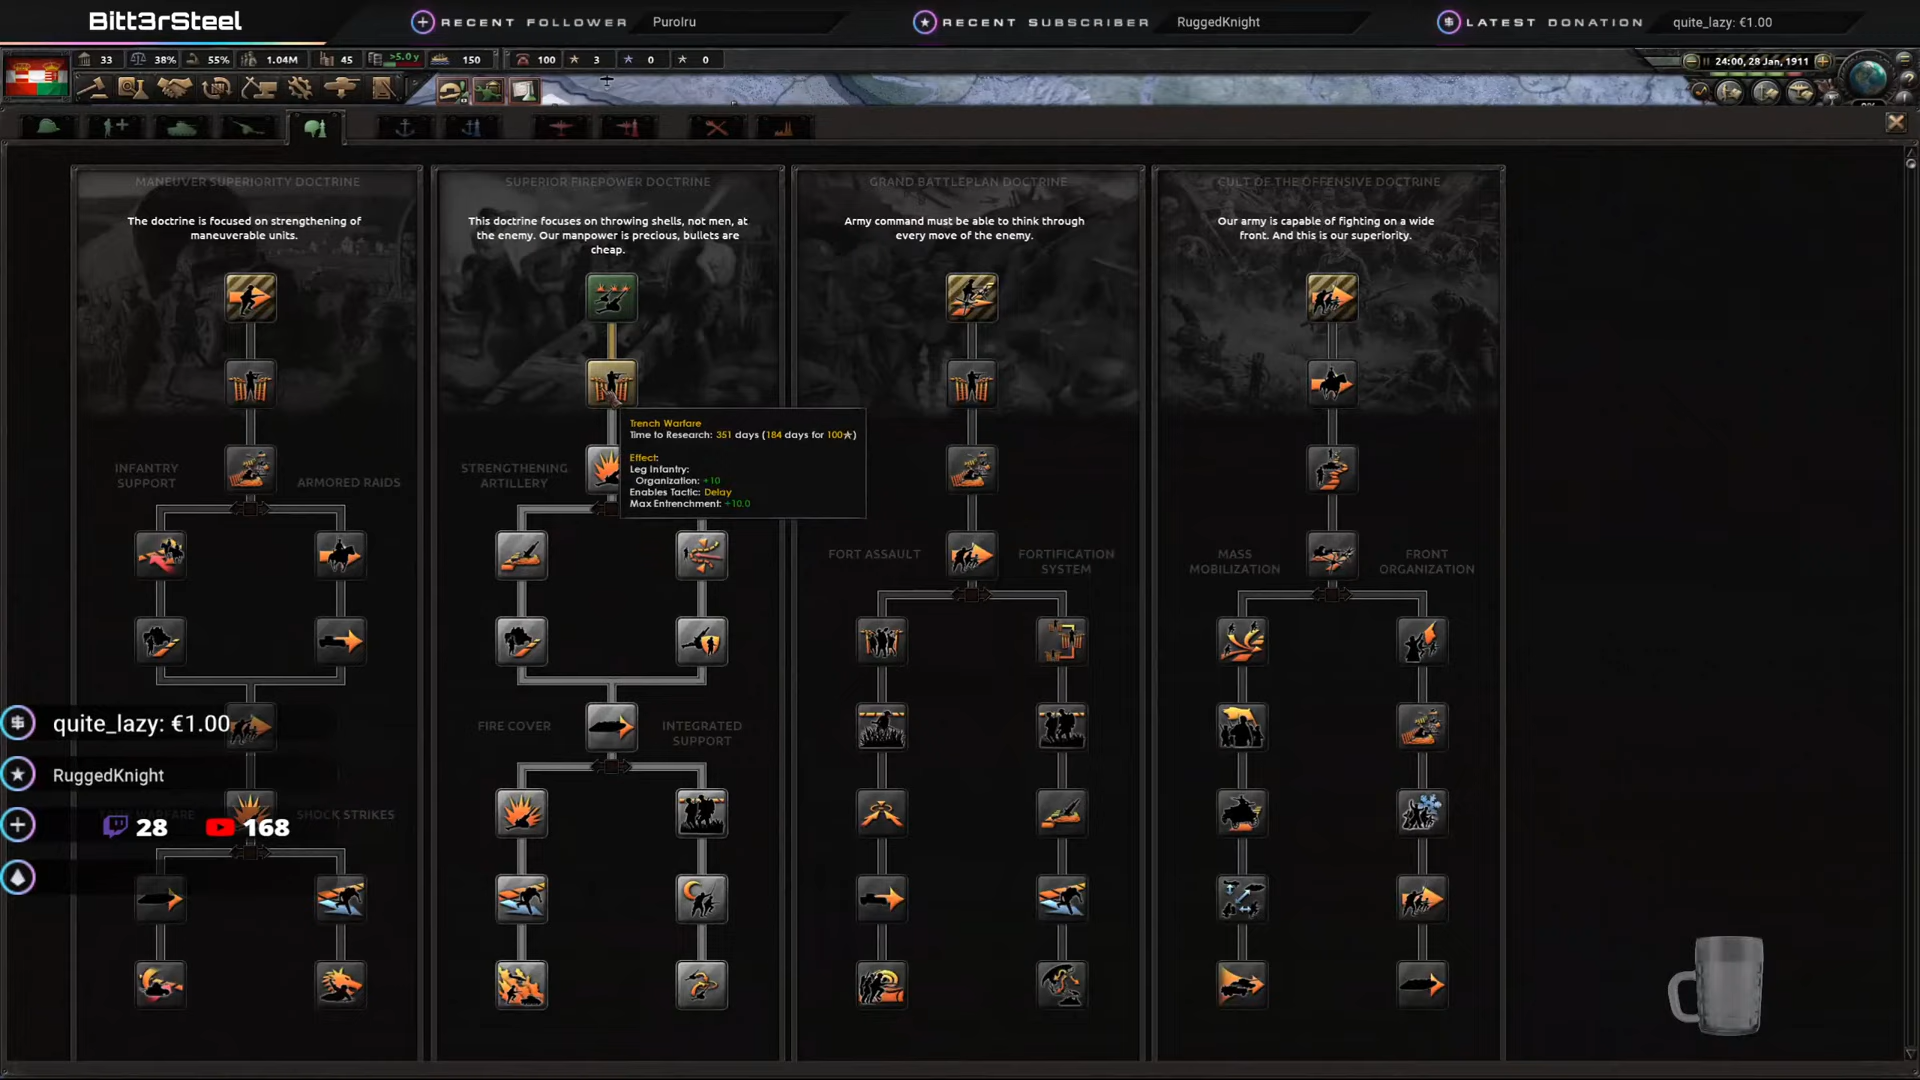 Bitt3rSteel
RECENT FOLLOWER
PuroIru
RECENT SUBSCRIBER
RuggedKnight
LATEST DONATION
quite_lazy: €1.00
33
38%
55%
1.04M
45
>5.0 y
150
100
3
0
0
24:00, 28 Jan, 1911
MANEUVER SUPERIORITY DOCTRINE
The doctrine is focused on strengthening of
maneuverable units.
INFANTRY
SUPPORT
ARMORED RAIDS
SHOCK STRIKES
SUPERIOR FIREPOWER DOCTRINE
This doctrine focuses on throwing shells, not men, at
the enemy. Our manpower is precious, bullets are
cheap.
STRENGTHENING
ARTILLERY
Trench Warfare
Time to Research: 351 days (184 days for 100★)
Effect:
Leg Infantry:
Organization: +10
Enables Tactic: Delay
Max Entrenchment: +10.0
FIRE COVER
INTEGRATED
SUPPORT
GRAND BATTLEPLAN DOCTRINE
Army command must be able to think through
every move of the enemy.
FORT ASSAULT
FORTIFICATION
SYSTEM
CULT OF THE OFFENSIVE DOCTRINE
Our army is capable of fighting on a wide
front. And this is our superiority.
MASS
MOBILIZATION
FRONT
ORGANIZATION
quite_lazy: €1.00
RuggedKnight
28
168